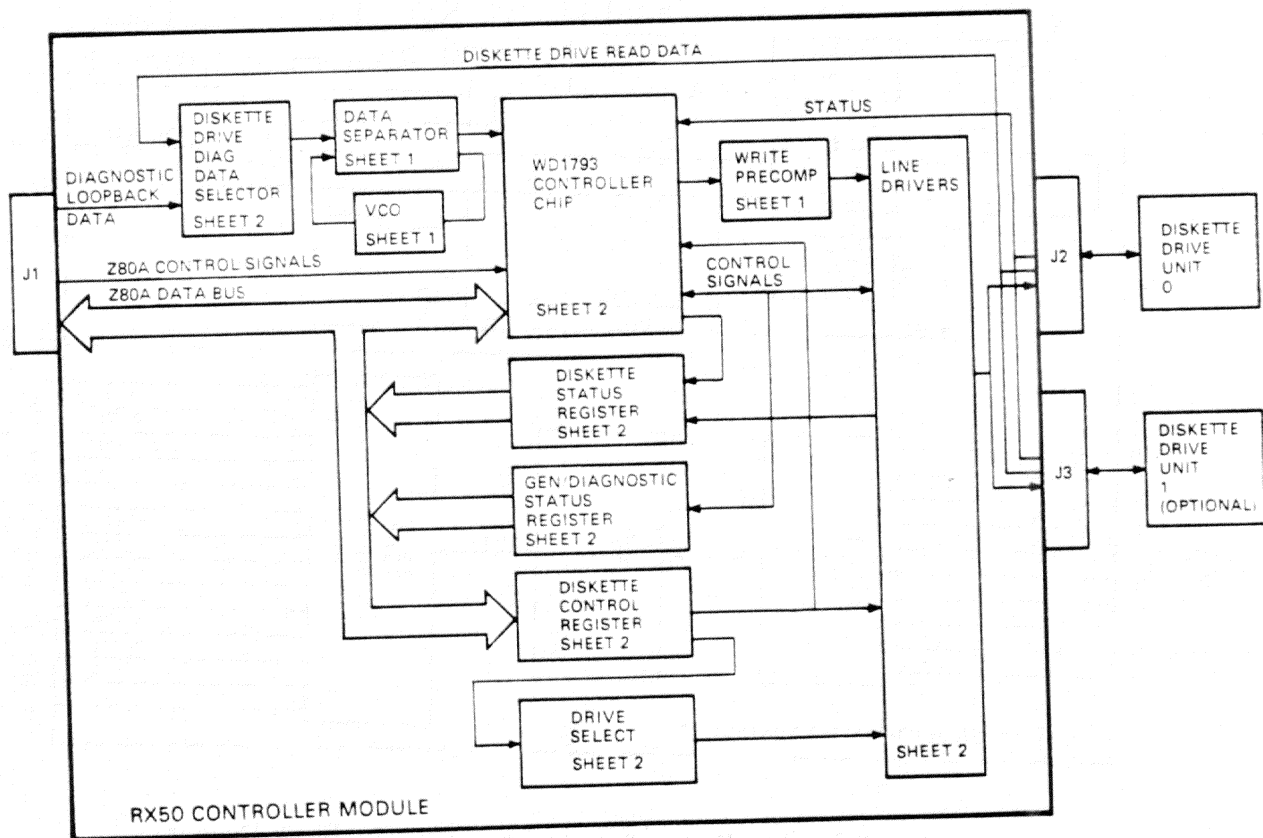 DISKETTE DRIVE READ DATA
STATUS
DISKETTE
DRIVE
DIAG
DATA
SELECTOR
SHEET 2
DATA
SEPARATOR
SHEET 1
VCO
SHEET 1
WD1793
CONTROLLER
CHIP
SHEET 2
WRITE
PRECOMP
SHEET 1
LINE
DRIVERS
SHEET 2
DIAGNOSTIC
LOOPBACK
DATA
J1
Z80A CONTROL SIGNALS
Z80A DATA BUS
CONTROL
SIGNALS
J2
DISKETTE
DRIVE
UNIT
0
DISKETTE
STATUS
REGISTER
SHEET 2
J3
DISKETTE
DRIVE
UNIT
1
(OPTIONAL)
GEN/DIAGNOSTIC
STATUS
REGISTER
SHEET 2
DISKETTE
CONTROL
REGISTER
SHEET 2
DRIVE
SELECT
SHEET 2
RX50 CONTROLLER MODULE